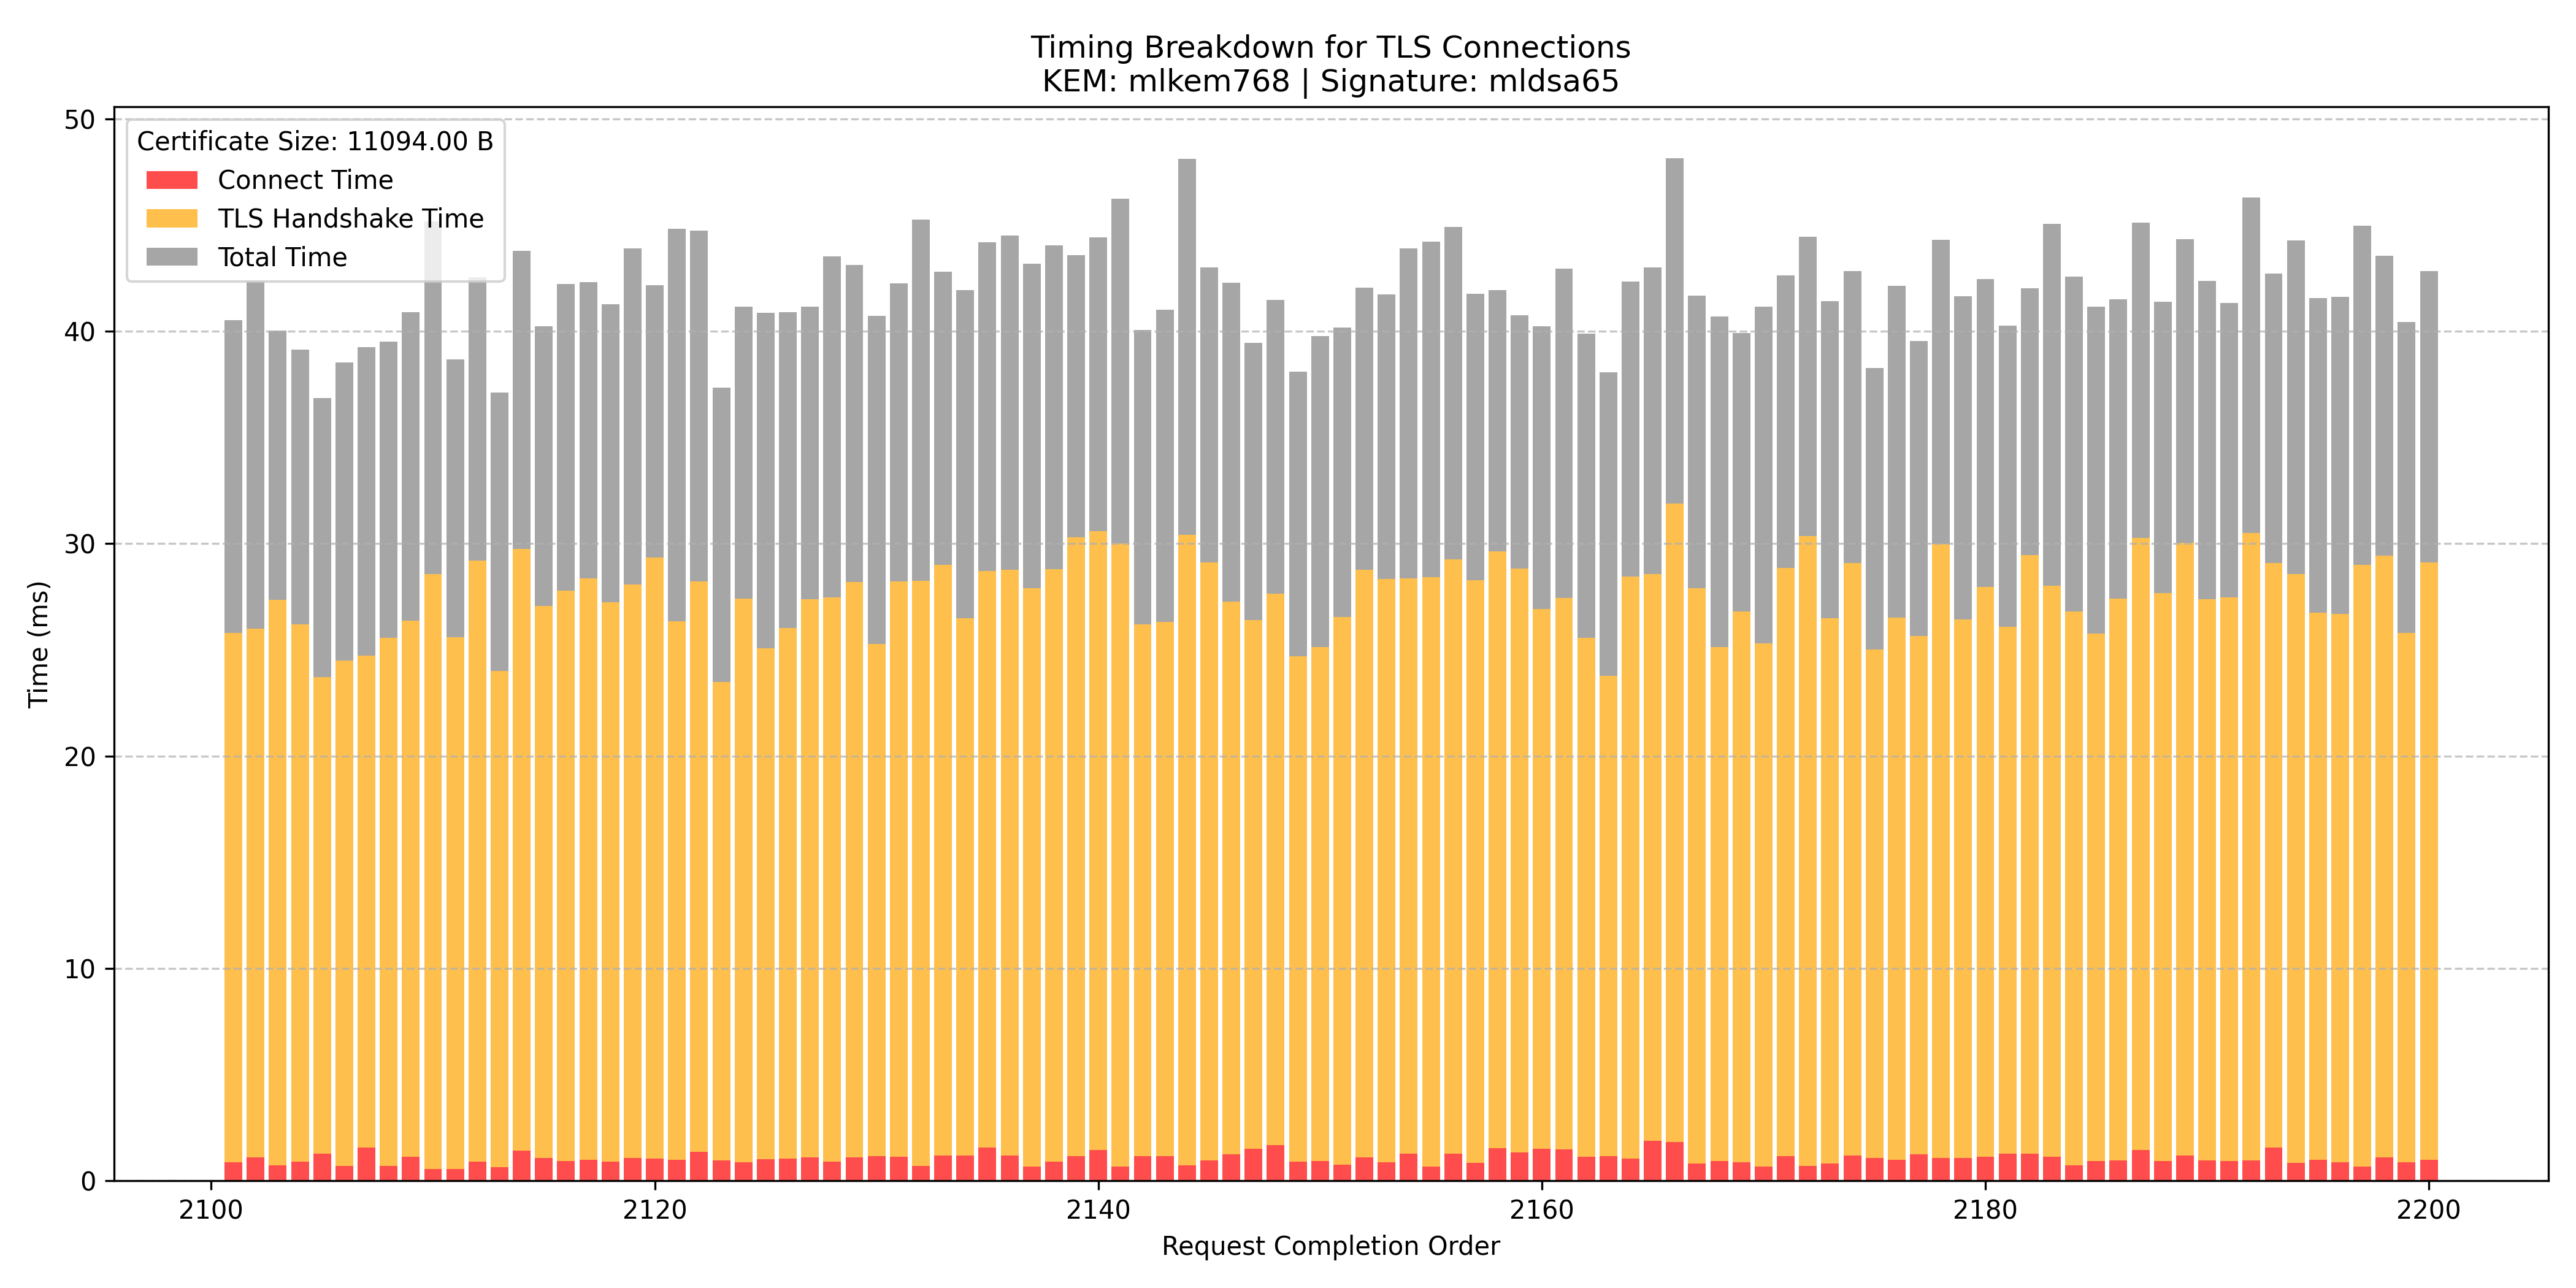 Timing Breakdown for TLS Connections
KEM: mlkem768 | Signature: mldsa65
Certificate Size: 11094.00 B
Connect Time
TLS Handshake Time
Total Time
Time (ms)
50
40
30
20
10
0
2100 2120 2140 2160 2180 2200
Request Completion Order